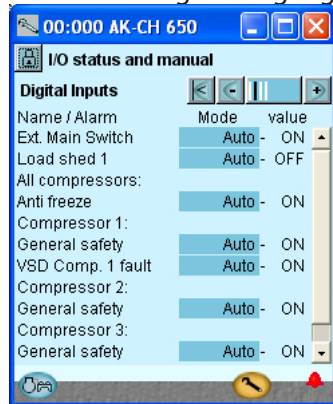 00:000 AK-CH 650
I/O status and manual
Digital Inputs
Name / Alarm Mode value
Ext. Main Switch Auto - ON
Load shed 1 Auto - OFF
All compressors:
Anti freeze Auto - ON
Compressor 1:
General safety Auto - ON
VSD Comp. 1 fault Auto - ON
Compressor 2:
General safety Auto - ON
Compressor 3:
General safety Auto - ON